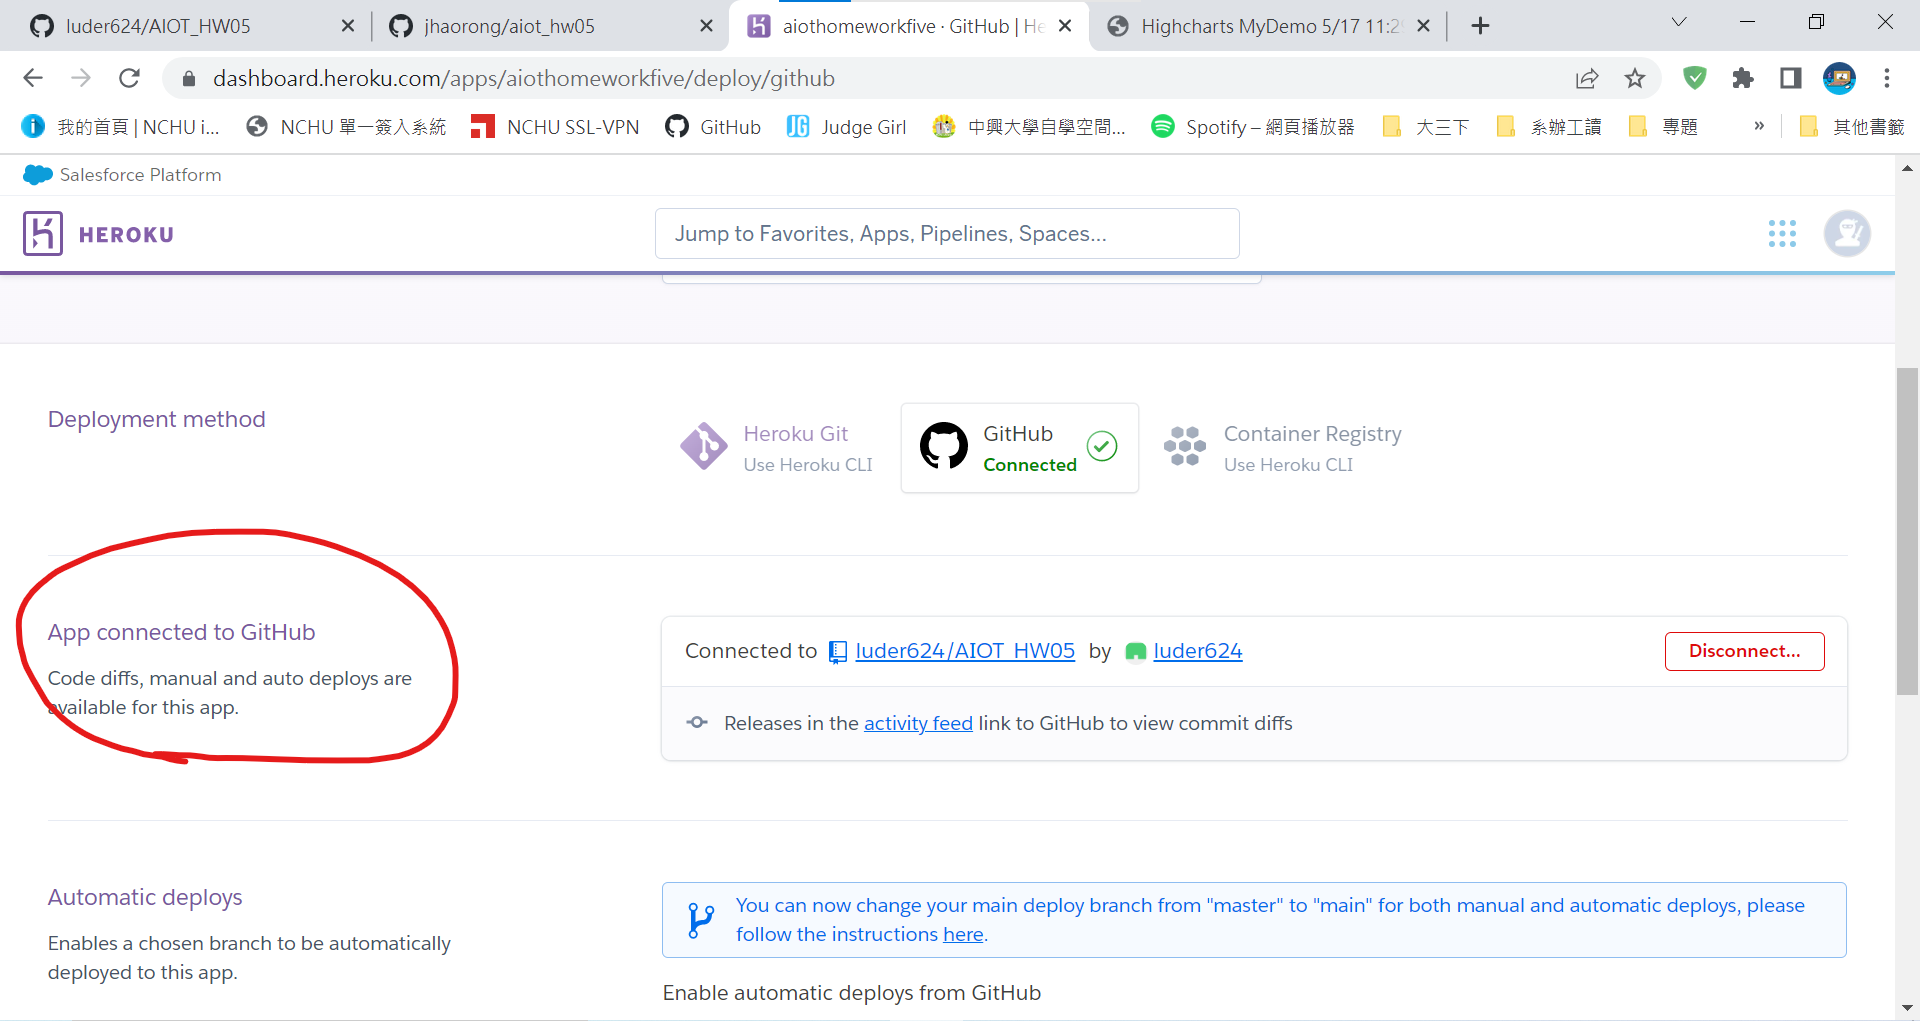 luder624/AIOT_HW05
jhaorong/aiot_hw05
aiothomeworkfive · GitHub | He
Highcharts MyDemo 5/17 11:29
dashboard.heroku.com/apps/aiothomeworkfive/deploy/github
我的首頁 | NCHU i...
NCHU 單一簽入系統
NCHU SSL-VPN
GitHub
Judge Girl
中興大學自學空間...
Spotify – 網頁播放器
大三下
系辦工讀
專題
»
其他書籤
Salesforce Platform
HEROKU
Jump to Favorites, Apps, Pipelines, Spaces...
Deployment method
Heroku Git
Use Heroku CLI
GitHub
Connected
Container Registry
Use Heroku CLI
App connected to GitHub
Code diffs, manual and auto deploys are
available for this app.
Connected to luder624/AIOT_HW05 by luder624
Disconnect...
Releases in the activity feed link to GitHub to view commit diffs
Automatic deploys
Enables a chosen branch to be automatically
deployed to this app.
You can now change your main deploy branch from "master" to "main" for both manual and automatic deploys, please
follow the instructions here.
Enable automatic deploys from GitHub